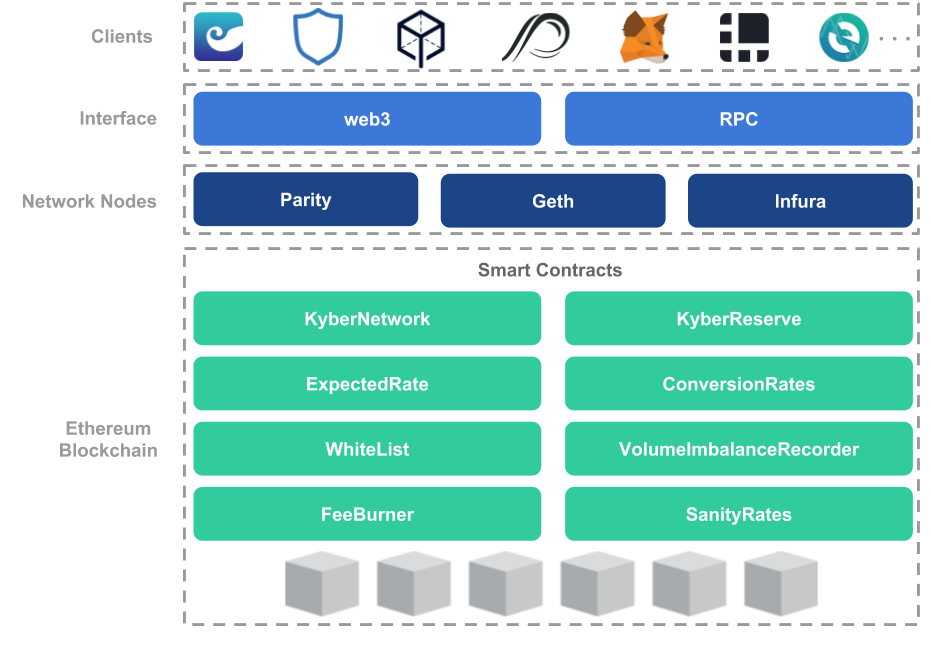 Clients
...
Interface
web3
RPC
Network Nodes
Parity
Geth
Infura
Smart Contracts
KyberNetwork
KyberReserve
ExpectedRate
ConversionRates
Ethereum
Blockchain
WhiteList
VolumeImbalanceRecorder
FeeBurner
SanityRates